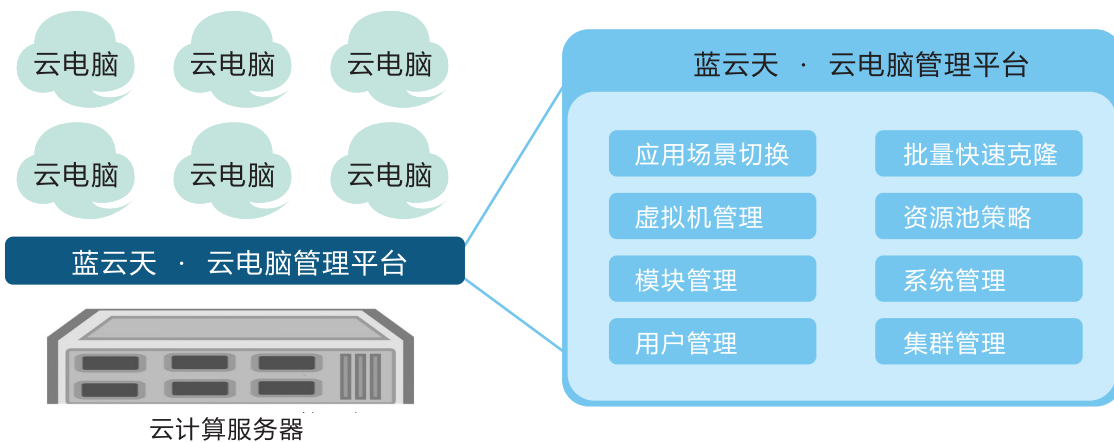 云电脑 云电脑 云电脑
云电脑 云电脑 云电脑
蓝云天 · 云电脑管理平台
云计算服务器
蓝云天 · 云电脑管理平台
应用场景切换 批量快速克隆
虚拟机管理 资源池策略
模块管理 系统管理
用户管理 集群管理